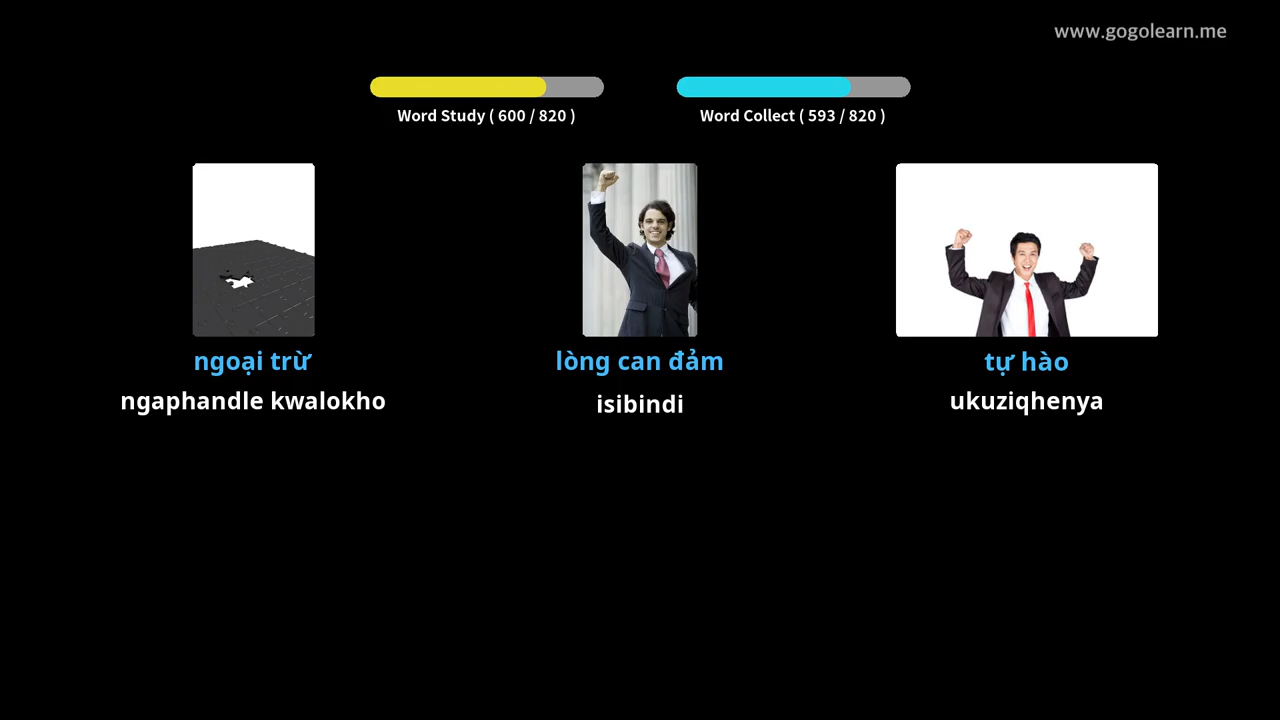 www.gogolearn.me
Word Study ( 600 / 820 )
Word Collect ( 593 / 820 )
ngoại trừ
ngaphandle kwalokho
lòng can đảm
isibindi
tự hào
ukuziqhenya